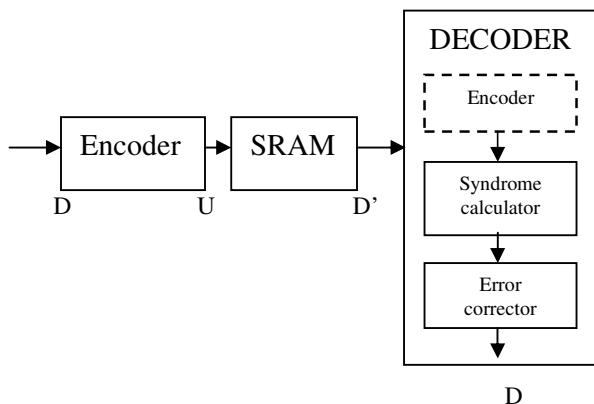 DECODER
Encoder
Encoder
SRAM
D
U
D’
Syndrome
calculator
Error
corrector
D